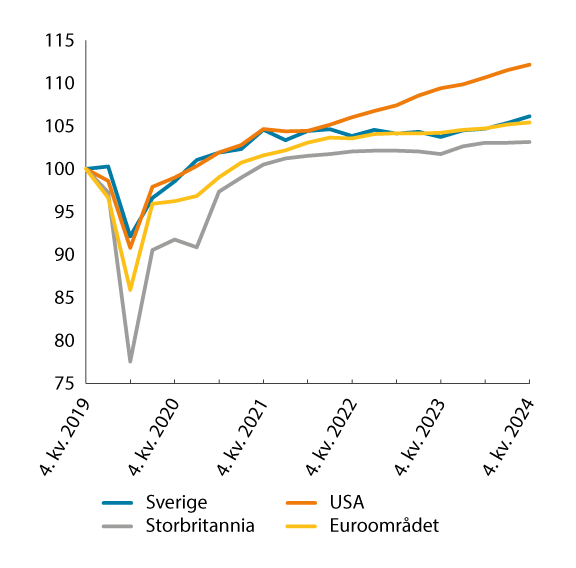 115
110
105
100
95
90
85
80
75
4. kv. 2019
4. kv. 2020
4. kv. 2021
4. kv. 2022
4. kv. 2023
4. kv. 2024
Sverige
USA
Storbritannia
Euroområdet